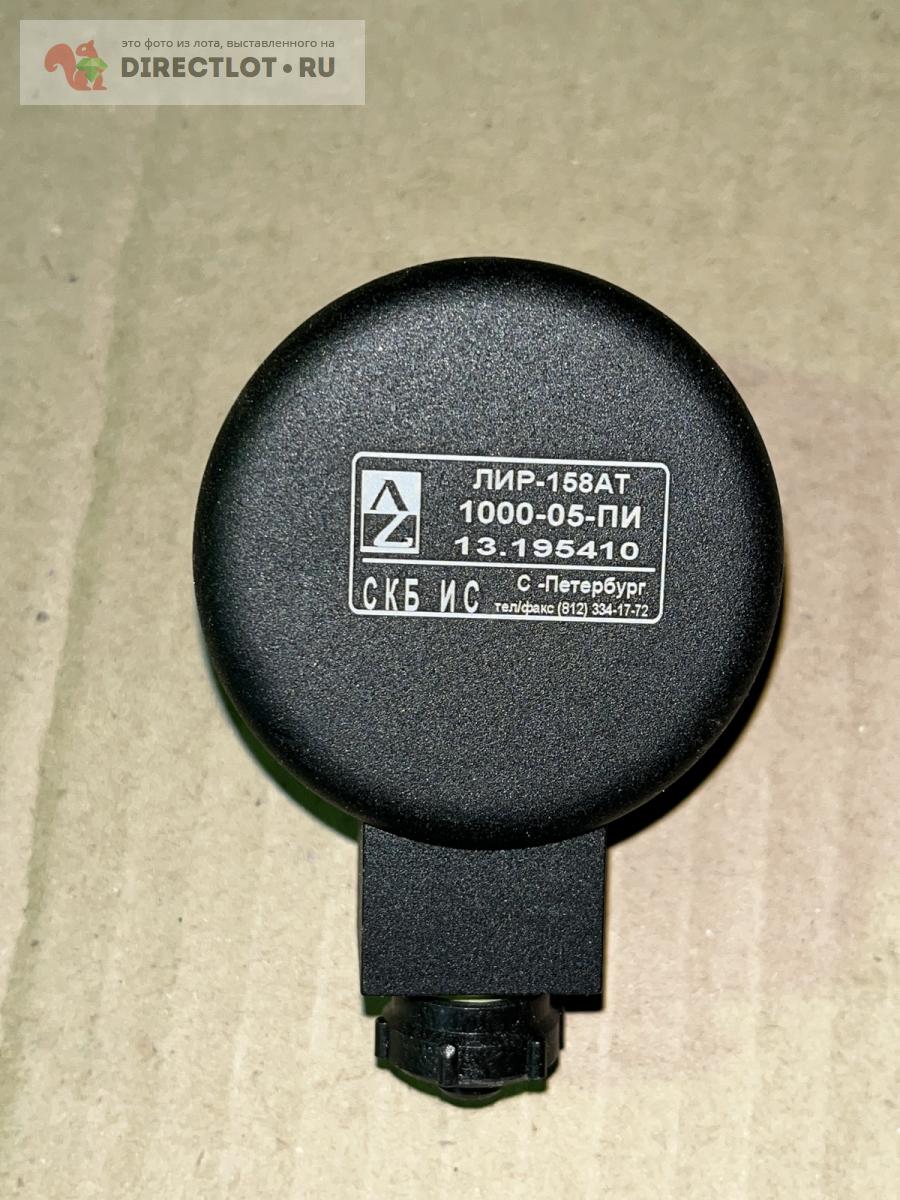 это фото из лота, выставленного на
DIRECTLOT•RU
ЛИР-158АТ
1000-05-ПИ
13.195410
СКБ ИС
С -Петербург
тел/факс (812) 334-17-72